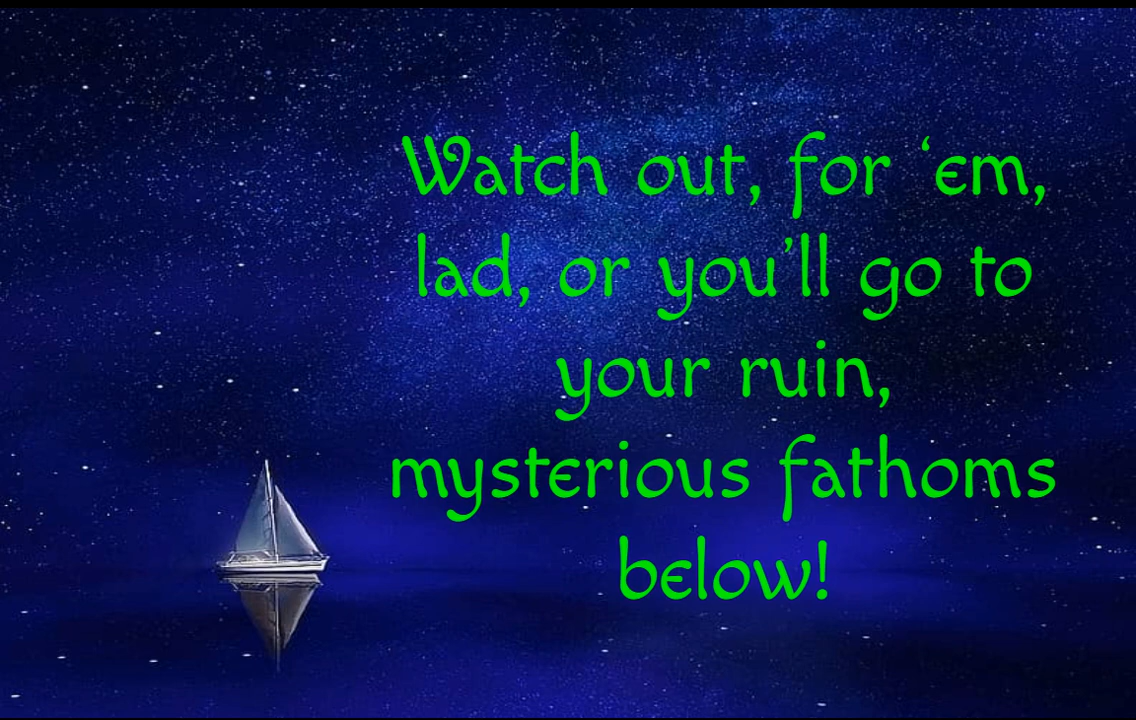 Watch out, for ‘em,
lad, or you’ll go to
your ruin,
mysterious fathoms
below!